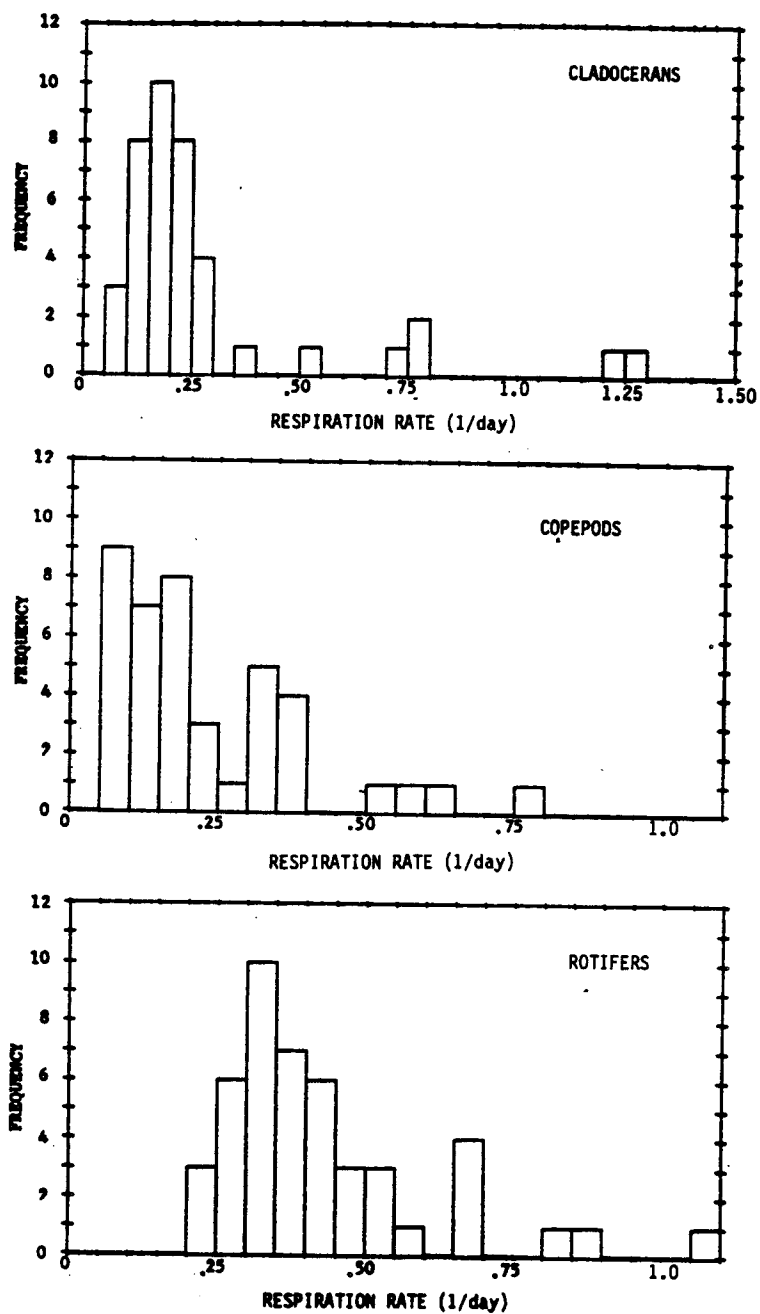 12
CLADOCERANS
10
8
FREQUENCY
6
4
2
0
0 .25 .50 .75 1.0 1.25 1.50
RESPIRATION RATE (1/day)
12
COPEPODS
10
8
FREQUENCY
6
4
2
0
0 .25 .50 .75 1.0
RESPIRATION RATE (1/day)
12
ROTIFERS
10
8
FREQUENCY
6
4
2
0
0 .25 .50 .75 1.0
RESPIRATION RATE (1/day)